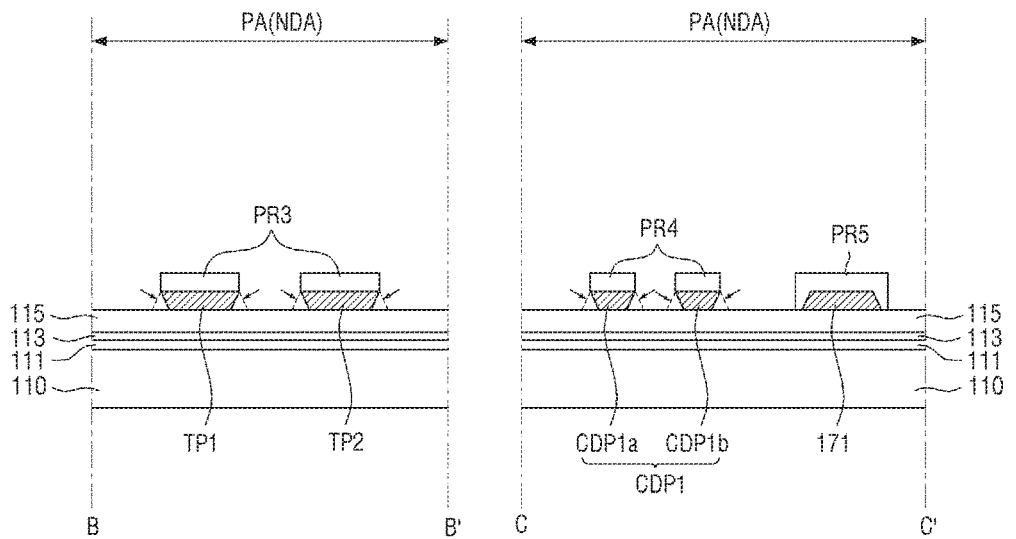 PA(NDA) PA(NDA)
PR3 PR4 PR5
115 115
113 113
111 111
110 110
TP1 TP2 CDP1a CDP1b 171
CDP1
B B' C C'